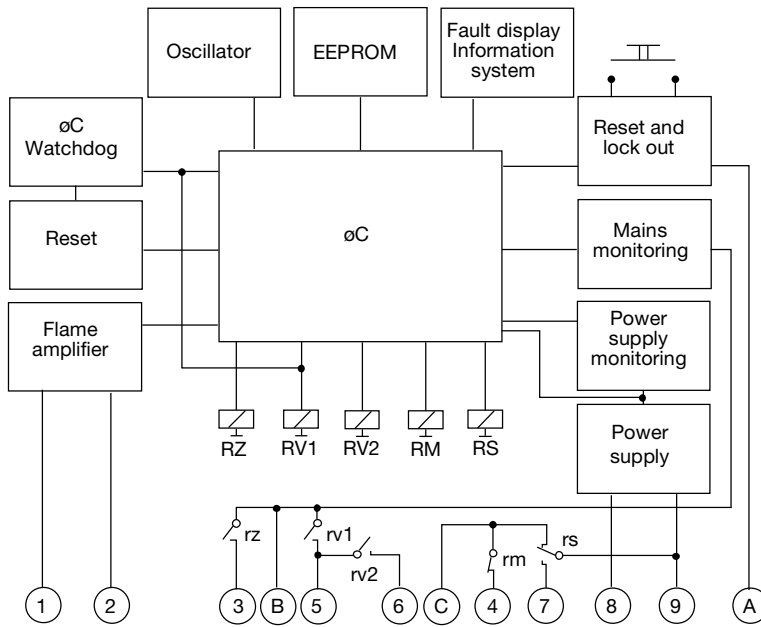 Oscillator
EEPROM
Fault display
Information
system
øC
Watchdog
Reset and
lock out
Reset
øC
Mains
monitoring
Flame
amplifier
Power
supply
monitoring
Power
supply
RZ
RV1
RV2
RM
RS
rz
rv1
rv2
rm
rs
1
2
3
B
5
6
C
4
7
8
9
A